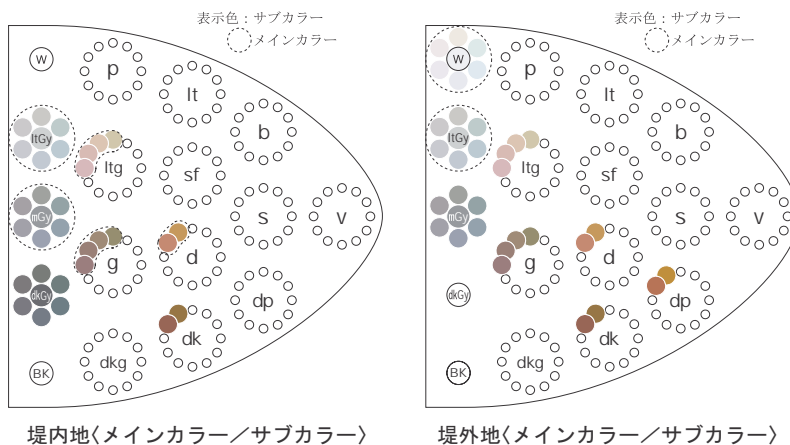 表示色：サブカラー
メインカラー
W
p
lt
ltGy
b
ltg
sf
mGy
s
v
g
d
dkGy
dp
dk
BK
dkg
堤内地〈メインカラー／サブカラー〉
表示色：サブカラー
メインカラー
W
p
lt
ltGy
b
ltg
sf
mGy
s
v
g
d
dkGy
dp
dk
BK
dkg
堤外地〈メインカラー／サブカラー〉